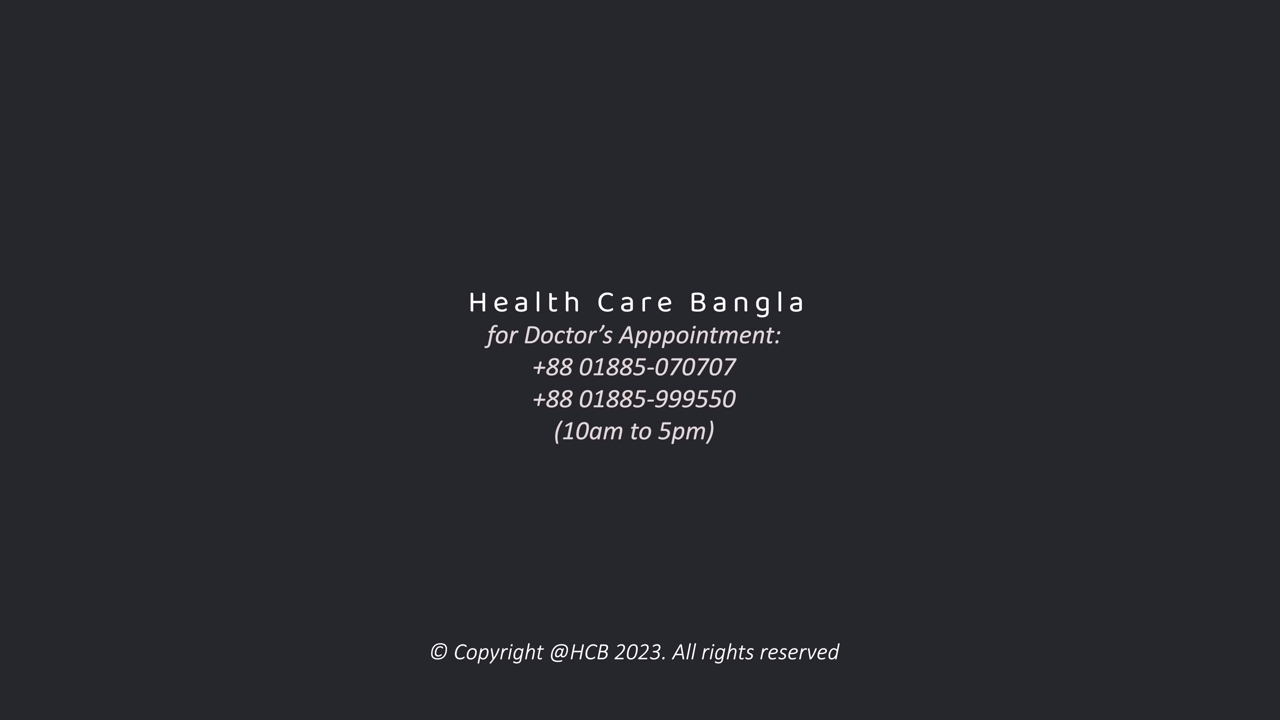 Health Care Bangla
for Doctor’s Apppointment:
+88 01885-070707
+88 01885-999550
(10am to 5pm)
© Copyright @HCB 2023. All rights reserved